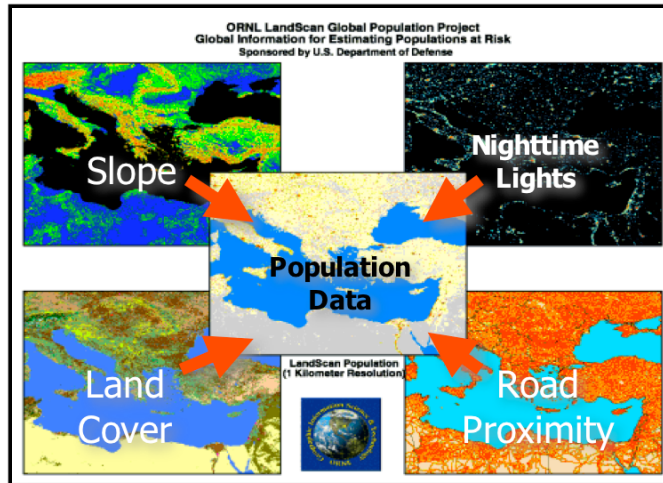 ORNL LandScan Global Population Project
Global Information for Estimating Populations at Risk
Sponsored by U.S. Department of Defense
Slope
Nighttime
Lights
Population
Data
Land
Cover
LandScan Population
(1 Kilometer Resolution)
Road
Proximity